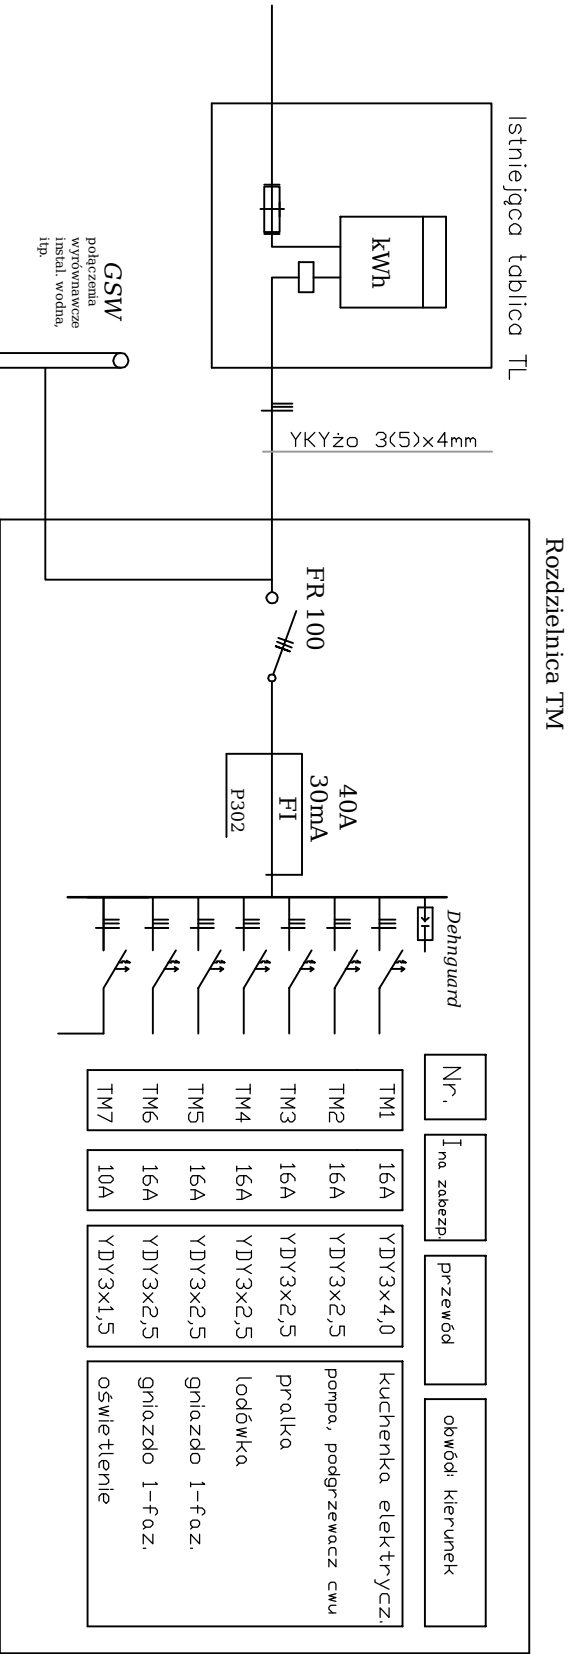 Istniejąca tablica TL
kWh
GSW
połączenia
wyrównawcze
instal. wodna,
itp.
YKYżo 3(5)x4mm
Rozdzielnica TM
FR 100
40A
30mA
FI
P302
Dehnguard
Nr. I na zabezp. przewód obwód: kierunek
TM1 16A YDY3x4,0 kuchenka elektrycz.
TM2 16A YDY3x2,5 pompa, podgrzewacz cwu
TM3 16A YDY3x2,5 pralka
TM4 16A YDY3x2,5 lodówka
TM5 16A YDY3x2,5 gniazdo 1-faz.
TM6 16A YDY3x2,5 gniazdo 1-faz.
TM7 10A YDY3x1,5 oświetlenie